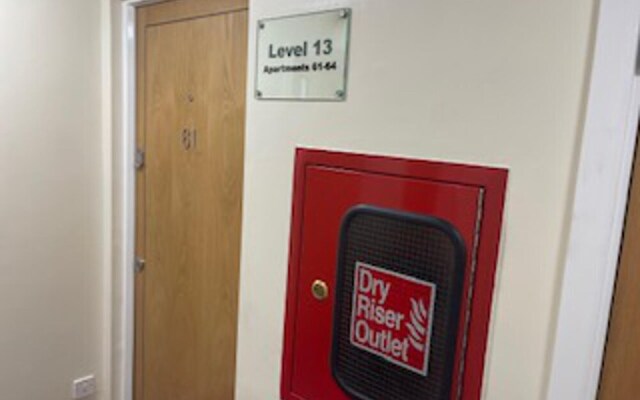 Level 13
Apartments 61-64
61
Dry
Riser
Outlet